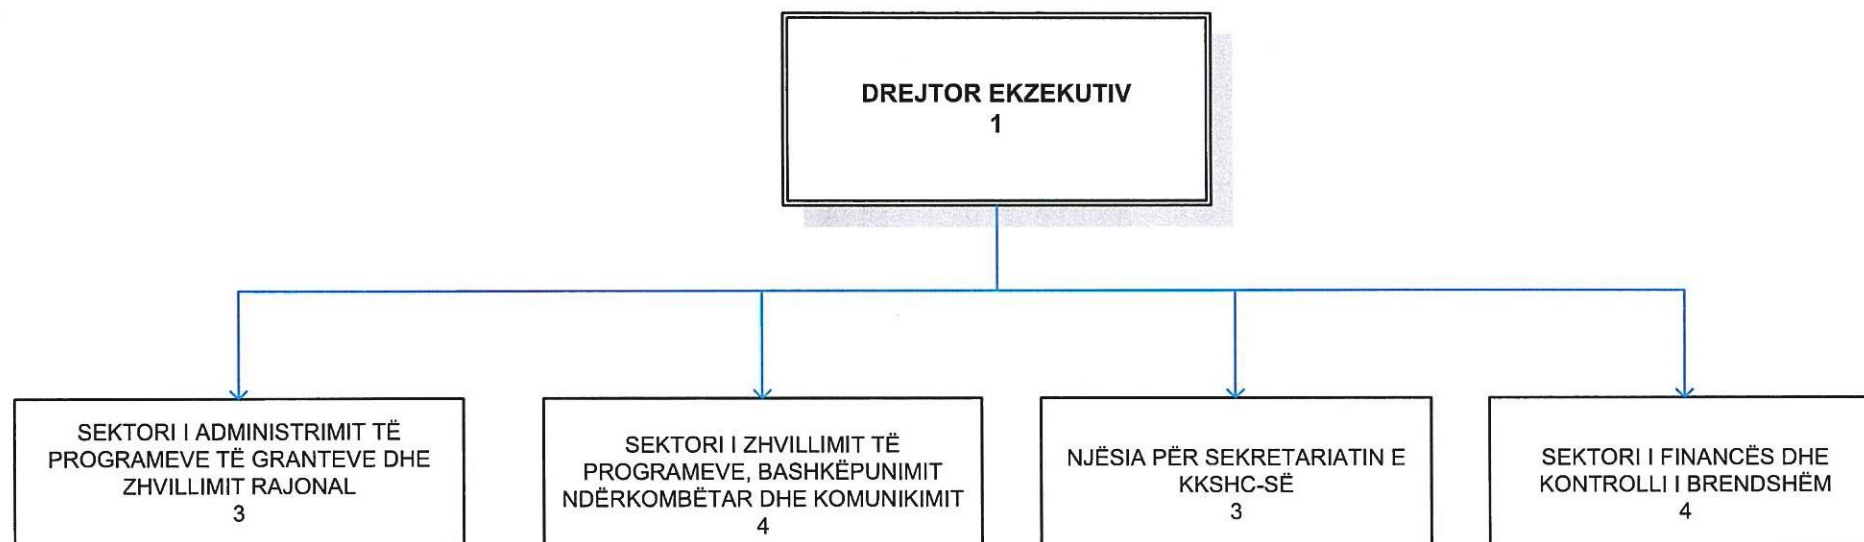 DREJTOR EKZEKUTIV
1
SEKTORI I ADMINISTRIMIT TË
PROGRAMEVE TË GRANTEVE DHE
ZHVILLIMIT RAJONAL
3
SEKTORI I ZHVILLIMIT TË
PROGRAMEVE, BASHKËPUNIMIT
NDËRKOMBËTAR DHE KOMUNIKIMIT
4
NJËSIA PËR SEKRETARIATIN E
KKSHC-SË
3
SEKTORI I FINANCËS DHE
KONTROLLI I BRENDSHËM
4